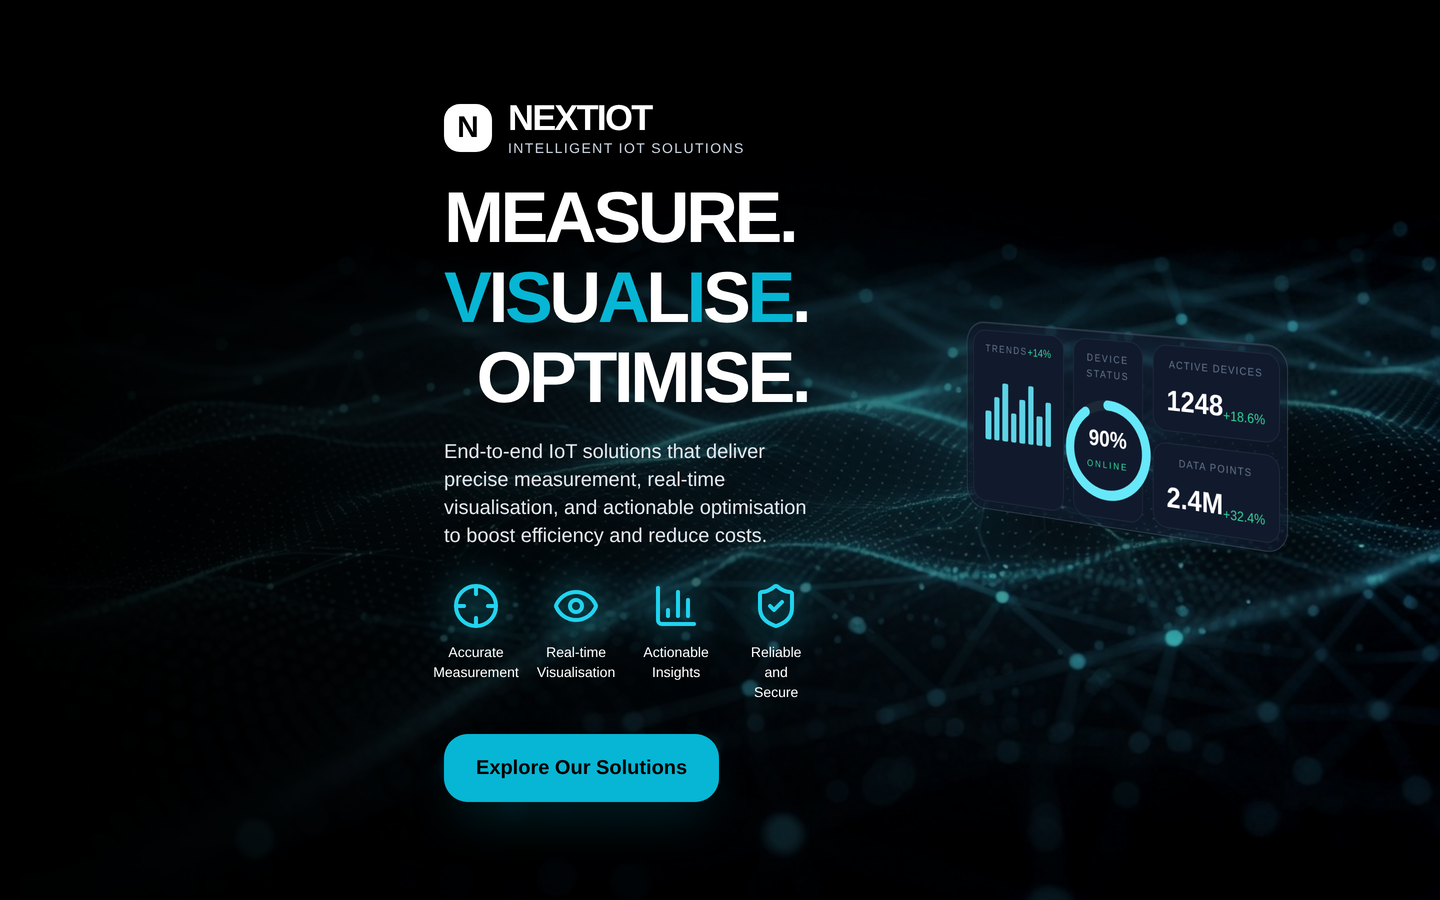 N
NEXTIOT
INTELLIGENT IOT SOLUTIONS
MEASURE.
VISUALISE.
OPTIMISE.
End-to-end IoT solutions that deliver
precise measurement, real-time
visualisation, and actionable optimisation
to boost efficiency and reduce costs.
Accurate
Measurement
Real-time
Visualisation
Actionable
Insights
Reliable
and
Secure
Explore Our Solutions
TRENDS +14%
DEVICE
STATUS
90%
ONLINE
ACTIVE DEVICES
1248 +18.6%
DATA POINTS
2.4M +32.4%